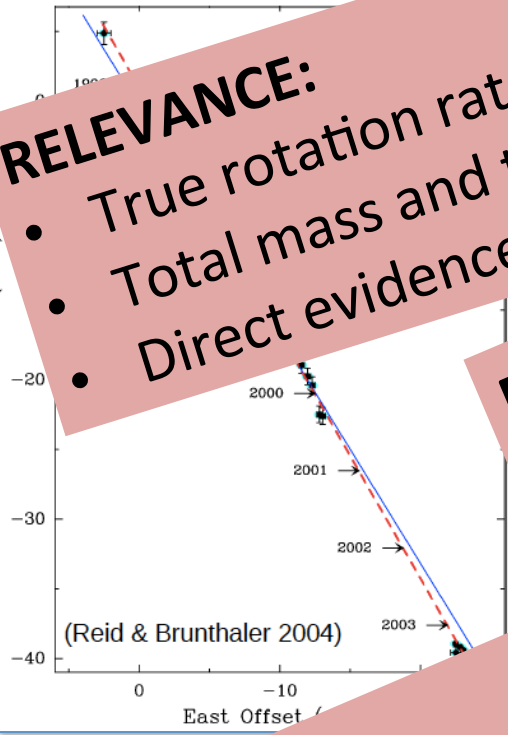 RELEVANCE:
• True rotation
• Total mass and
• Direct evidence
−20
2000
2001
−30
2002
2003
(Reid & Brunthaler 2004)
−40
0
−10
East Offset (